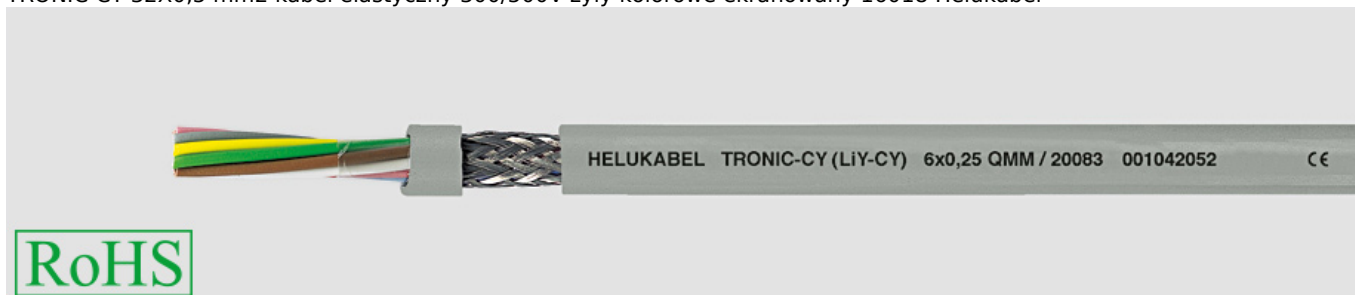 HELUKABEL TRONIC-CY (LiY-CY) 6x0,25 QMM / 20083 001042052 CE
RoHS